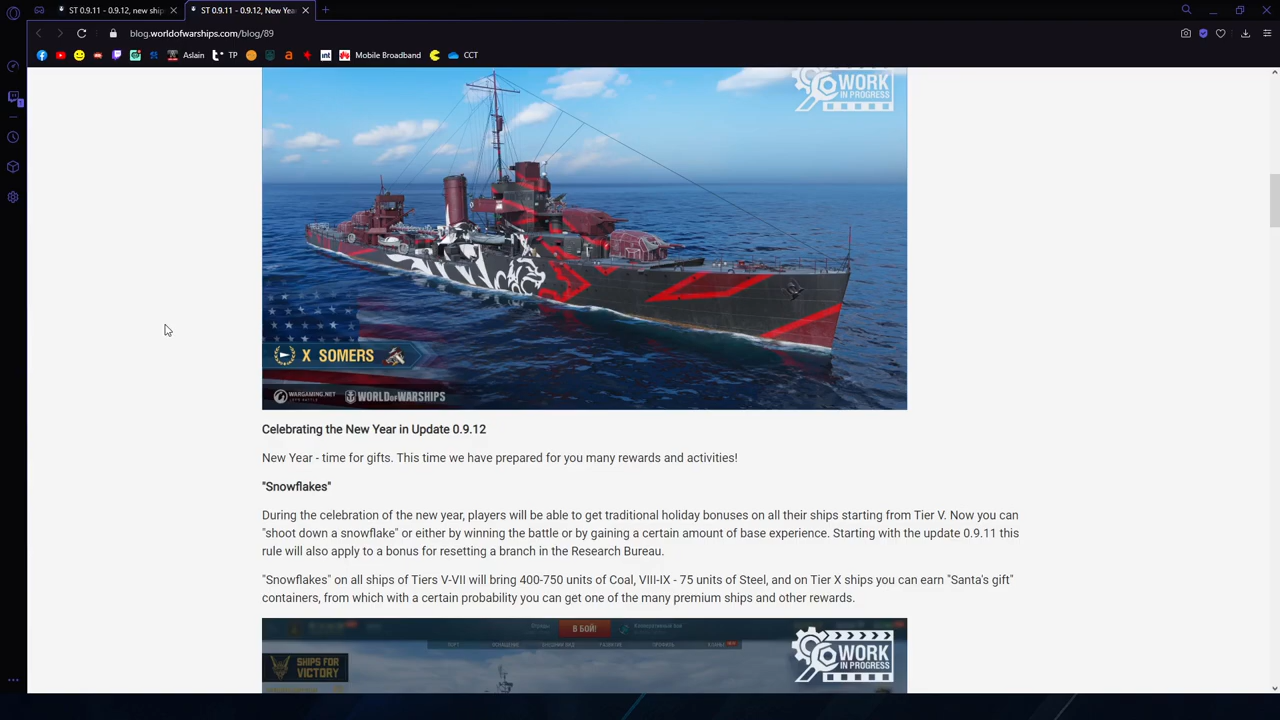 ST 0.9.11 - 0.9.12, new ship
ST 0.9.11 - 0.9.12, New Yea
blog.worldofwarships.com/blog/89
Aslain
TP
int
Mobile Broadband
CCT
WORK
IN PROGRESS
X SOMERS
WARGAMING.NET
LET'S BATTLE
WORLD OF WARSHIPS
Celebrating the New Year in Update 0.9.12
New Year - time for gifts. This time we have prepared for you many rewards and activities!
"Snowflakes"
During the celebration of the new year, players will be able to get traditional holiday bonuses on all their ships starting from Tier V. Now you can
"shoot down a snowflake" or either by winning the battle or by gaining a certain amount of base experience. Starting with the update 0.9.11 this
rule will also apply to a bonus for resetting a branch in the Research Bureau.
"Snowflakes" on all ships of Tiers V-VII will bring 400-750 units of Coal, VIII-IX - 75 units of Steel, and on Tier X ships you can earn "Santa's gift"
containers, from which with a certain probability you can get one of the many premium ships and other rewards.
В БОЙ!
SHIPS FOR
VICTORY
WORK
IN PROGRESS